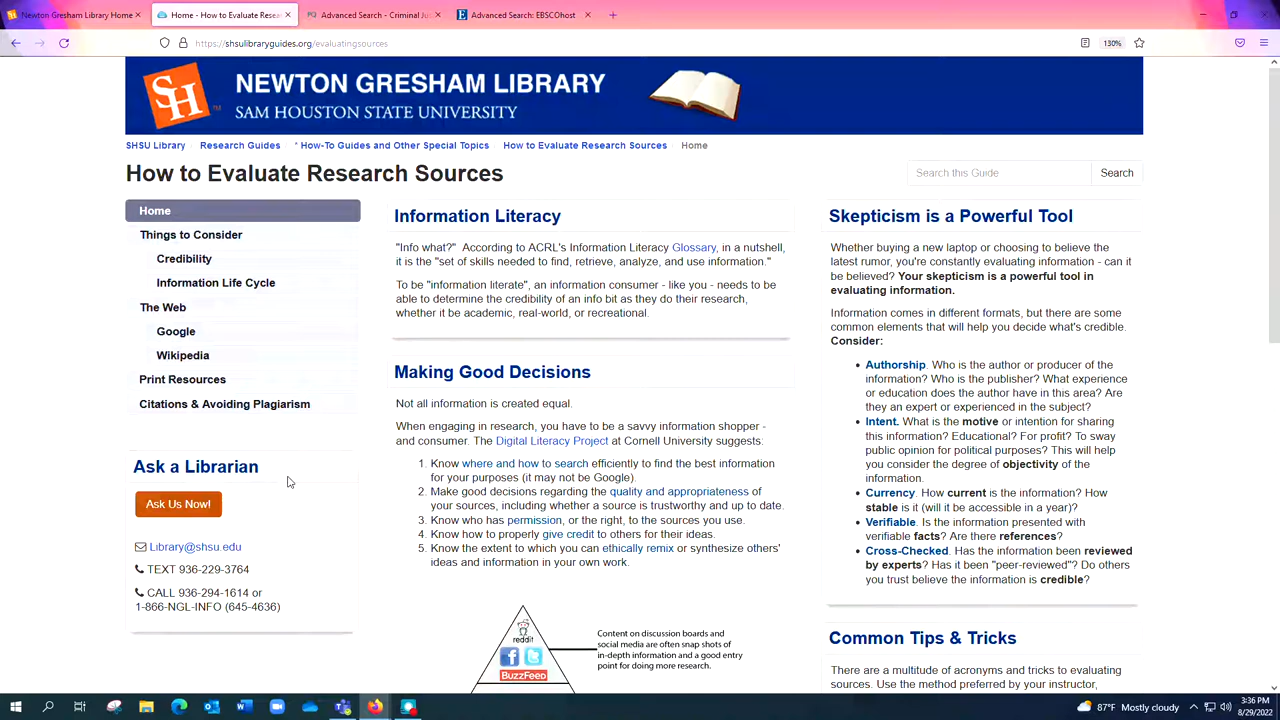 Newton Gresham Library Home
Home - How to Evaluate Resea
Advanced Search - Criminal Jus
Advanced Search: EBSCOhost
https://shsulibraryguides.org/evaluatingsources
130%
SH
NEWTON GRESHAM LIBRARY
SAM HOUSTON STATE UNIVERSITY
SHSU Library
Research Guides
* How-To Guides and Other Special Topics
How to Evaluate Research Sources
Home
How to Evaluate Research Sources
Search this Guide
Search
Home
Things to Consider
Credibility
Information Life Cycle
The Web
Google
Wikipedia
Print Resources
Citations & Avoiding Plagiarism
Ask a Librarian
Ask Us Now!
Library@shsu.edu
TEXT 936-229-3764
CALL 936-294-1614 or
1-866-NGL-INFO (645-4636)
Information Literacy
"Info what?" According to ACRL's Information Literacy Glossary, in a nutshell,
it is the "set of skills needed to find, retrieve, analyze, and use information."
To be "information literate", an information consumer - like you - needs to be
able to determine the credibility of an info bit as they do their research,
whether it be academic, real-world, or recreational.
Making Good Decisions
Not all information is created equal.
When engaging in research, you have to be a savvy information shopper -
and consumer. The Digital Literacy Project at Cornell University suggests:
1. Know where and how to search efficiently to find the best information
for your purposes (it may not be Google).
2. Make good decisions regarding the quality and appropriateness of
your sources, including whether a source is trustworthy and up to date.
3. Know who has permission, or the right, to the sources you use.
4. Know how to properly give credit to others for their ideas.
5. Know the extent to which you can ethically remix or synthesize others'
ideas and information in your own work.
reddit
BuzzFeed
Content on discussion boards and
social media are often snap shots of
in-depth information and a good entry
point for doing more research.
Skepticism is a Powerful Tool
Whether buying a new laptop or choosing to believe the
latest rumor, you're constantly evaluating information - can it
be believed? Your skepticism is a powerful tool in
evaluating information.
Information comes in different formats, but there are some
common elements that will help you decide what's credible.
Consider:
• Authorship. Who is the author or producer of the
information? Who is the publisher? What experience
or education does the author have in this area? Are
they an expert or experienced in the subject?
• Intent. What is the motive or intention for sharing
this information? Educational? For profit? To sway
public opinion for political purposes? This will help
you consider the degree of objectivity of the
information.
• Currency. How current is the information? How
stable is it (will it be accessible in a year)?
• Verifiable. Is the information presented with
verifiable facts? Are there references?
• Cross-Checked. Has the information been reviewed
by experts? Has it been "peer-reviewed"? Do others
you trust believe the information is credible?
Common Tips & Tricks
There are a multitude of acronyms and tricks to evaluating
sources. Use the method preferred by your instructor,
87°F Mostly cloudy
3:36 PM
8/29/2022